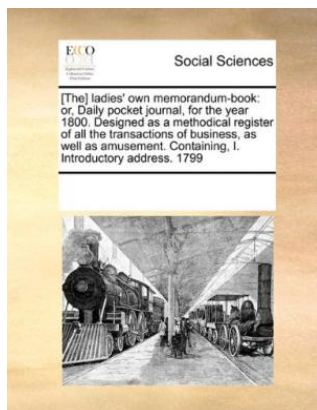 ECCO
Social Sciences
[The] ladies' own memorandum-book:
or, Daily pocket journal, for the year
1800. Designed as a methodical register
of all the transactions of business, as
well as amusement. Containing, I.
Introductory address. 1799